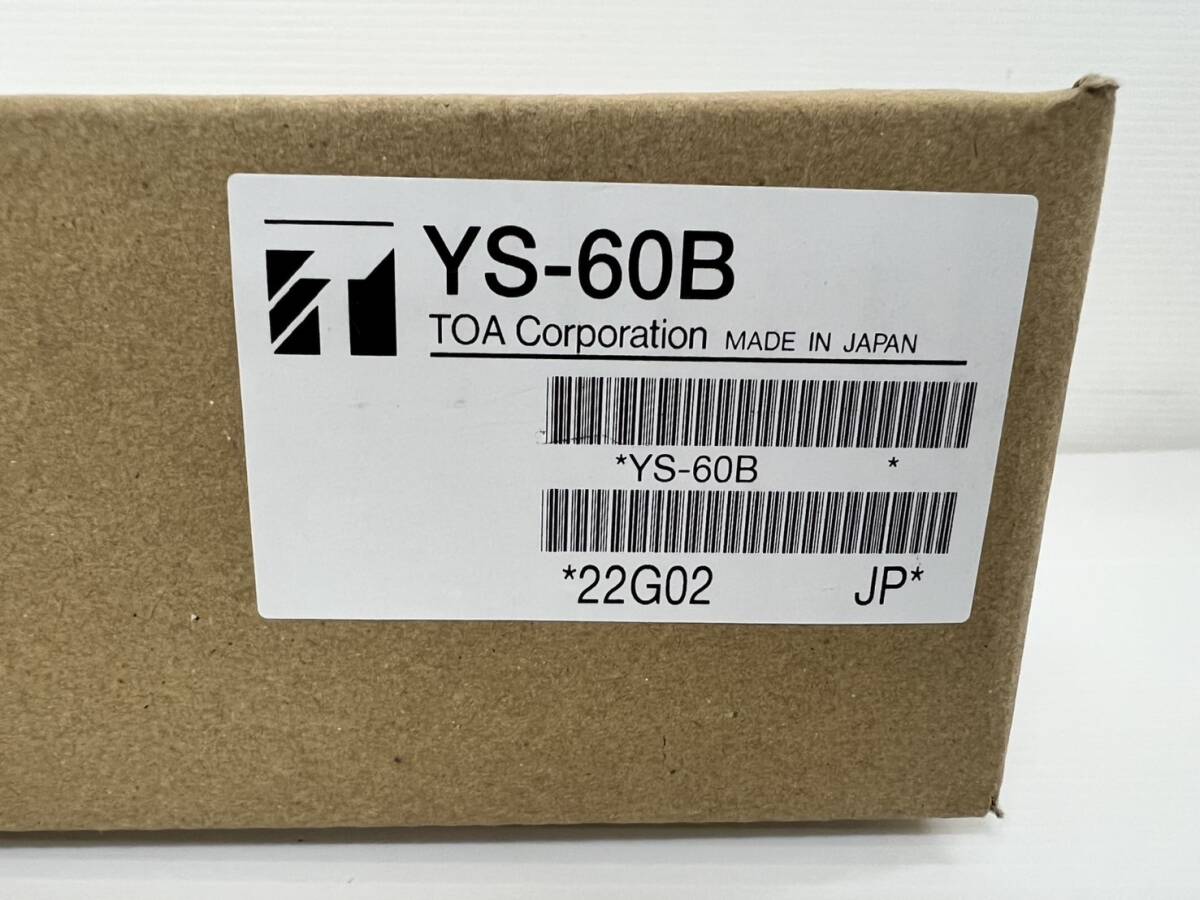 YS-60B
TOA Corporation MADE IN JAPAN
*YS-60B *
*22G02 JP*